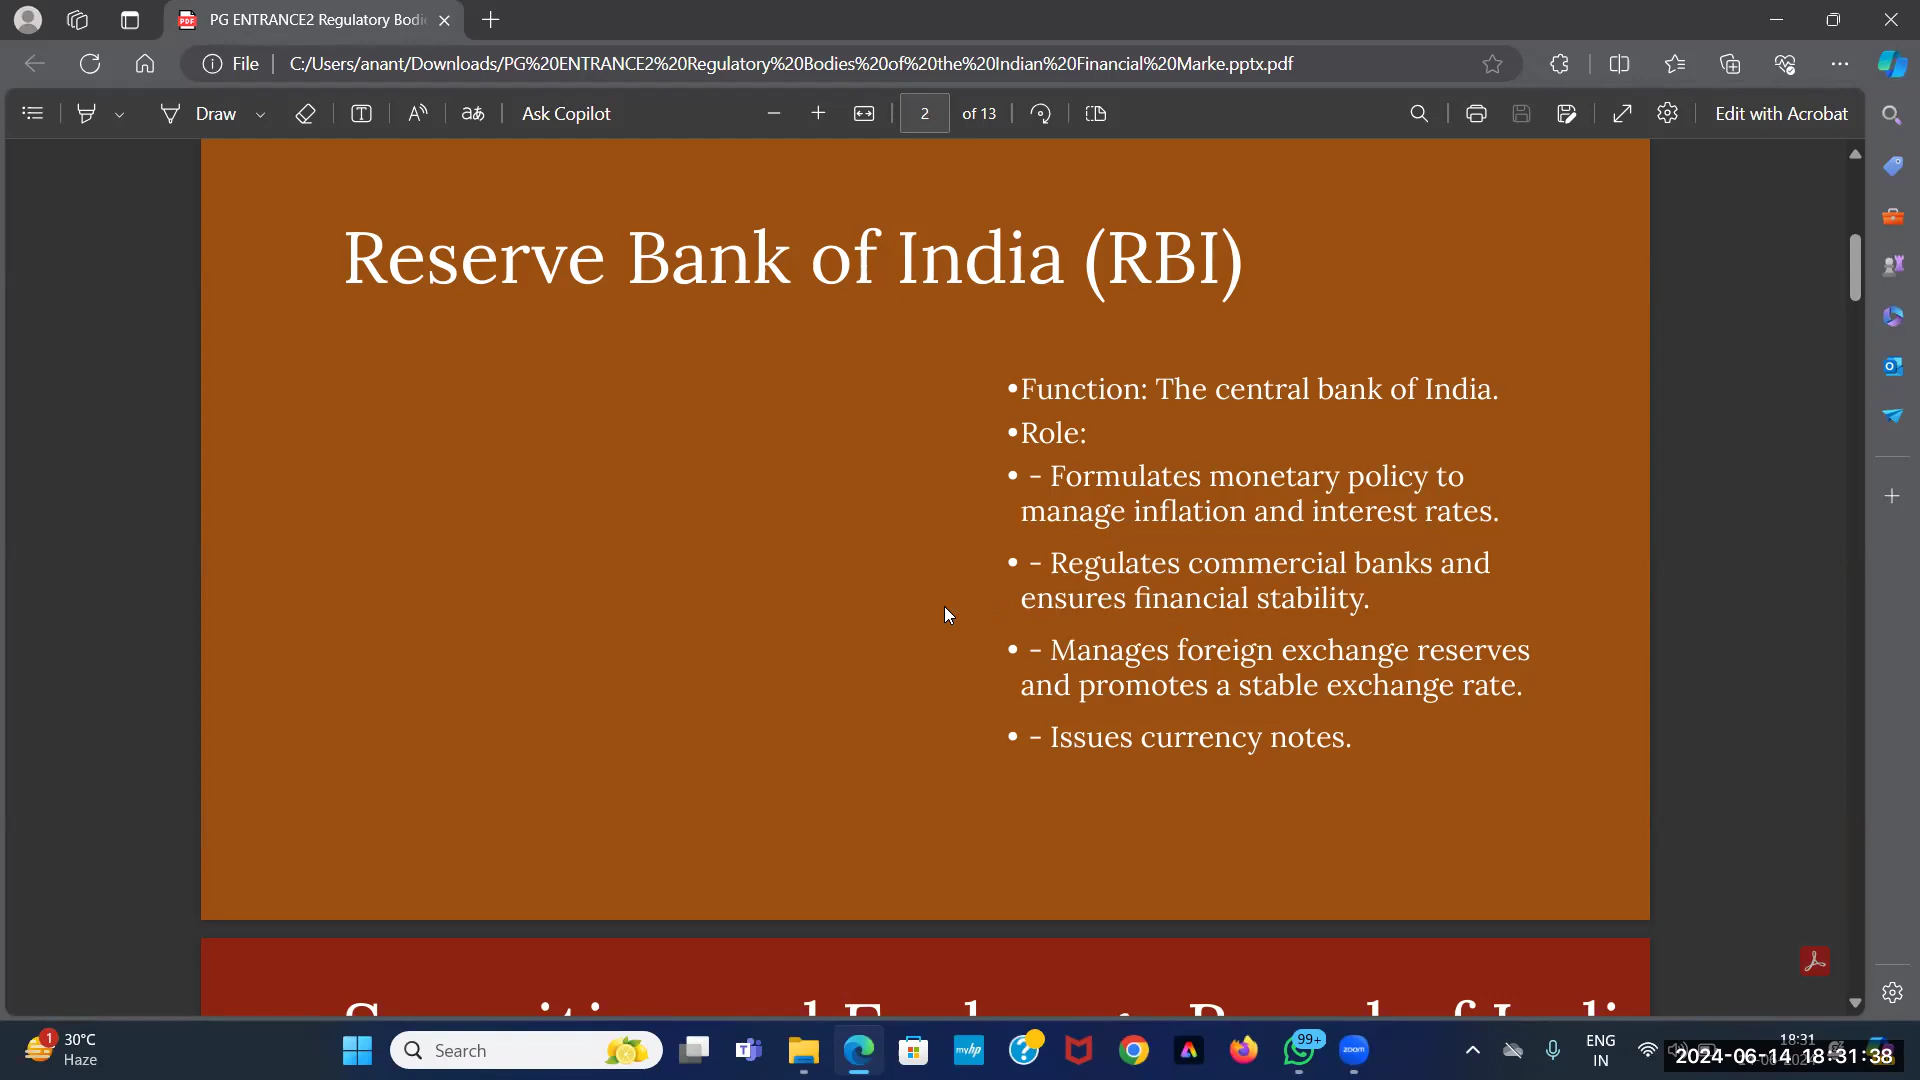 PG ENTRANCE2 Regulatory Bodi
File
C:/Users/anant/Downloads/PG%20ENTRANCE2%20Regulatory%20Bodies%20of%20the%20Indian%20Financial%20Marke.pptx.pdf
Draw
Ask Copilot
2 of 13
Edit with Acrobat
Reserve Bank of India (RBI)
•Function: The central bank of India.
•Role:
• - Formulates monetary policy to
manage inflation and interest rates.
• - Regulates commercial banks and
ensures financial stability.
• - Manages foreign exchange reserves
and promotes a stable exchange rate.
• - Issues currency notes.
1
30°C
Haze
Search
myhp
99+
zoom
ENG
IN
18:31
2024-06-14 18:31:38